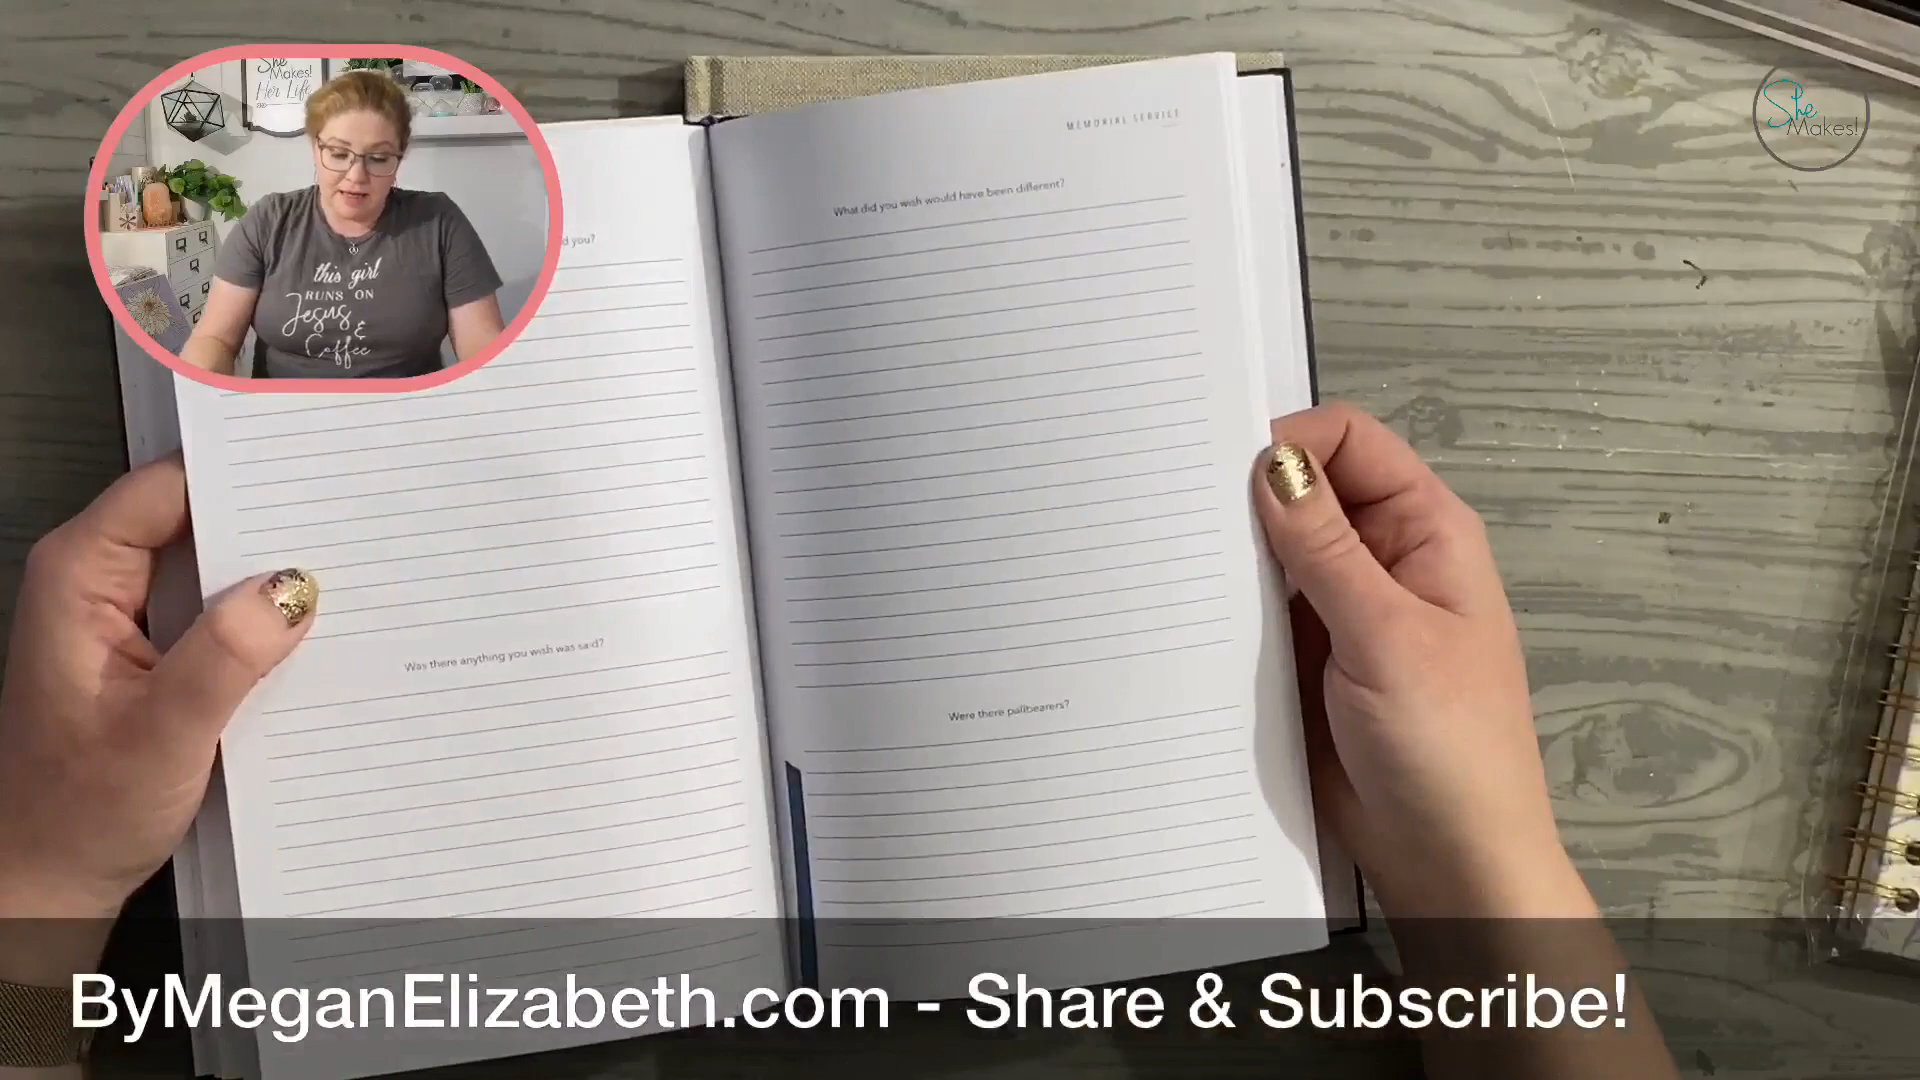 She
Makes!
Her Life
this girl
RUNS ON
Jesus
&
Coffee
MEMORIAL SERVICE
What did you wish would have been different?
d you?
Was there anything you wish was said?
Were there pallbearers?
She
Makes!
ByMeganElizabeth.com - Share & Subscribe!